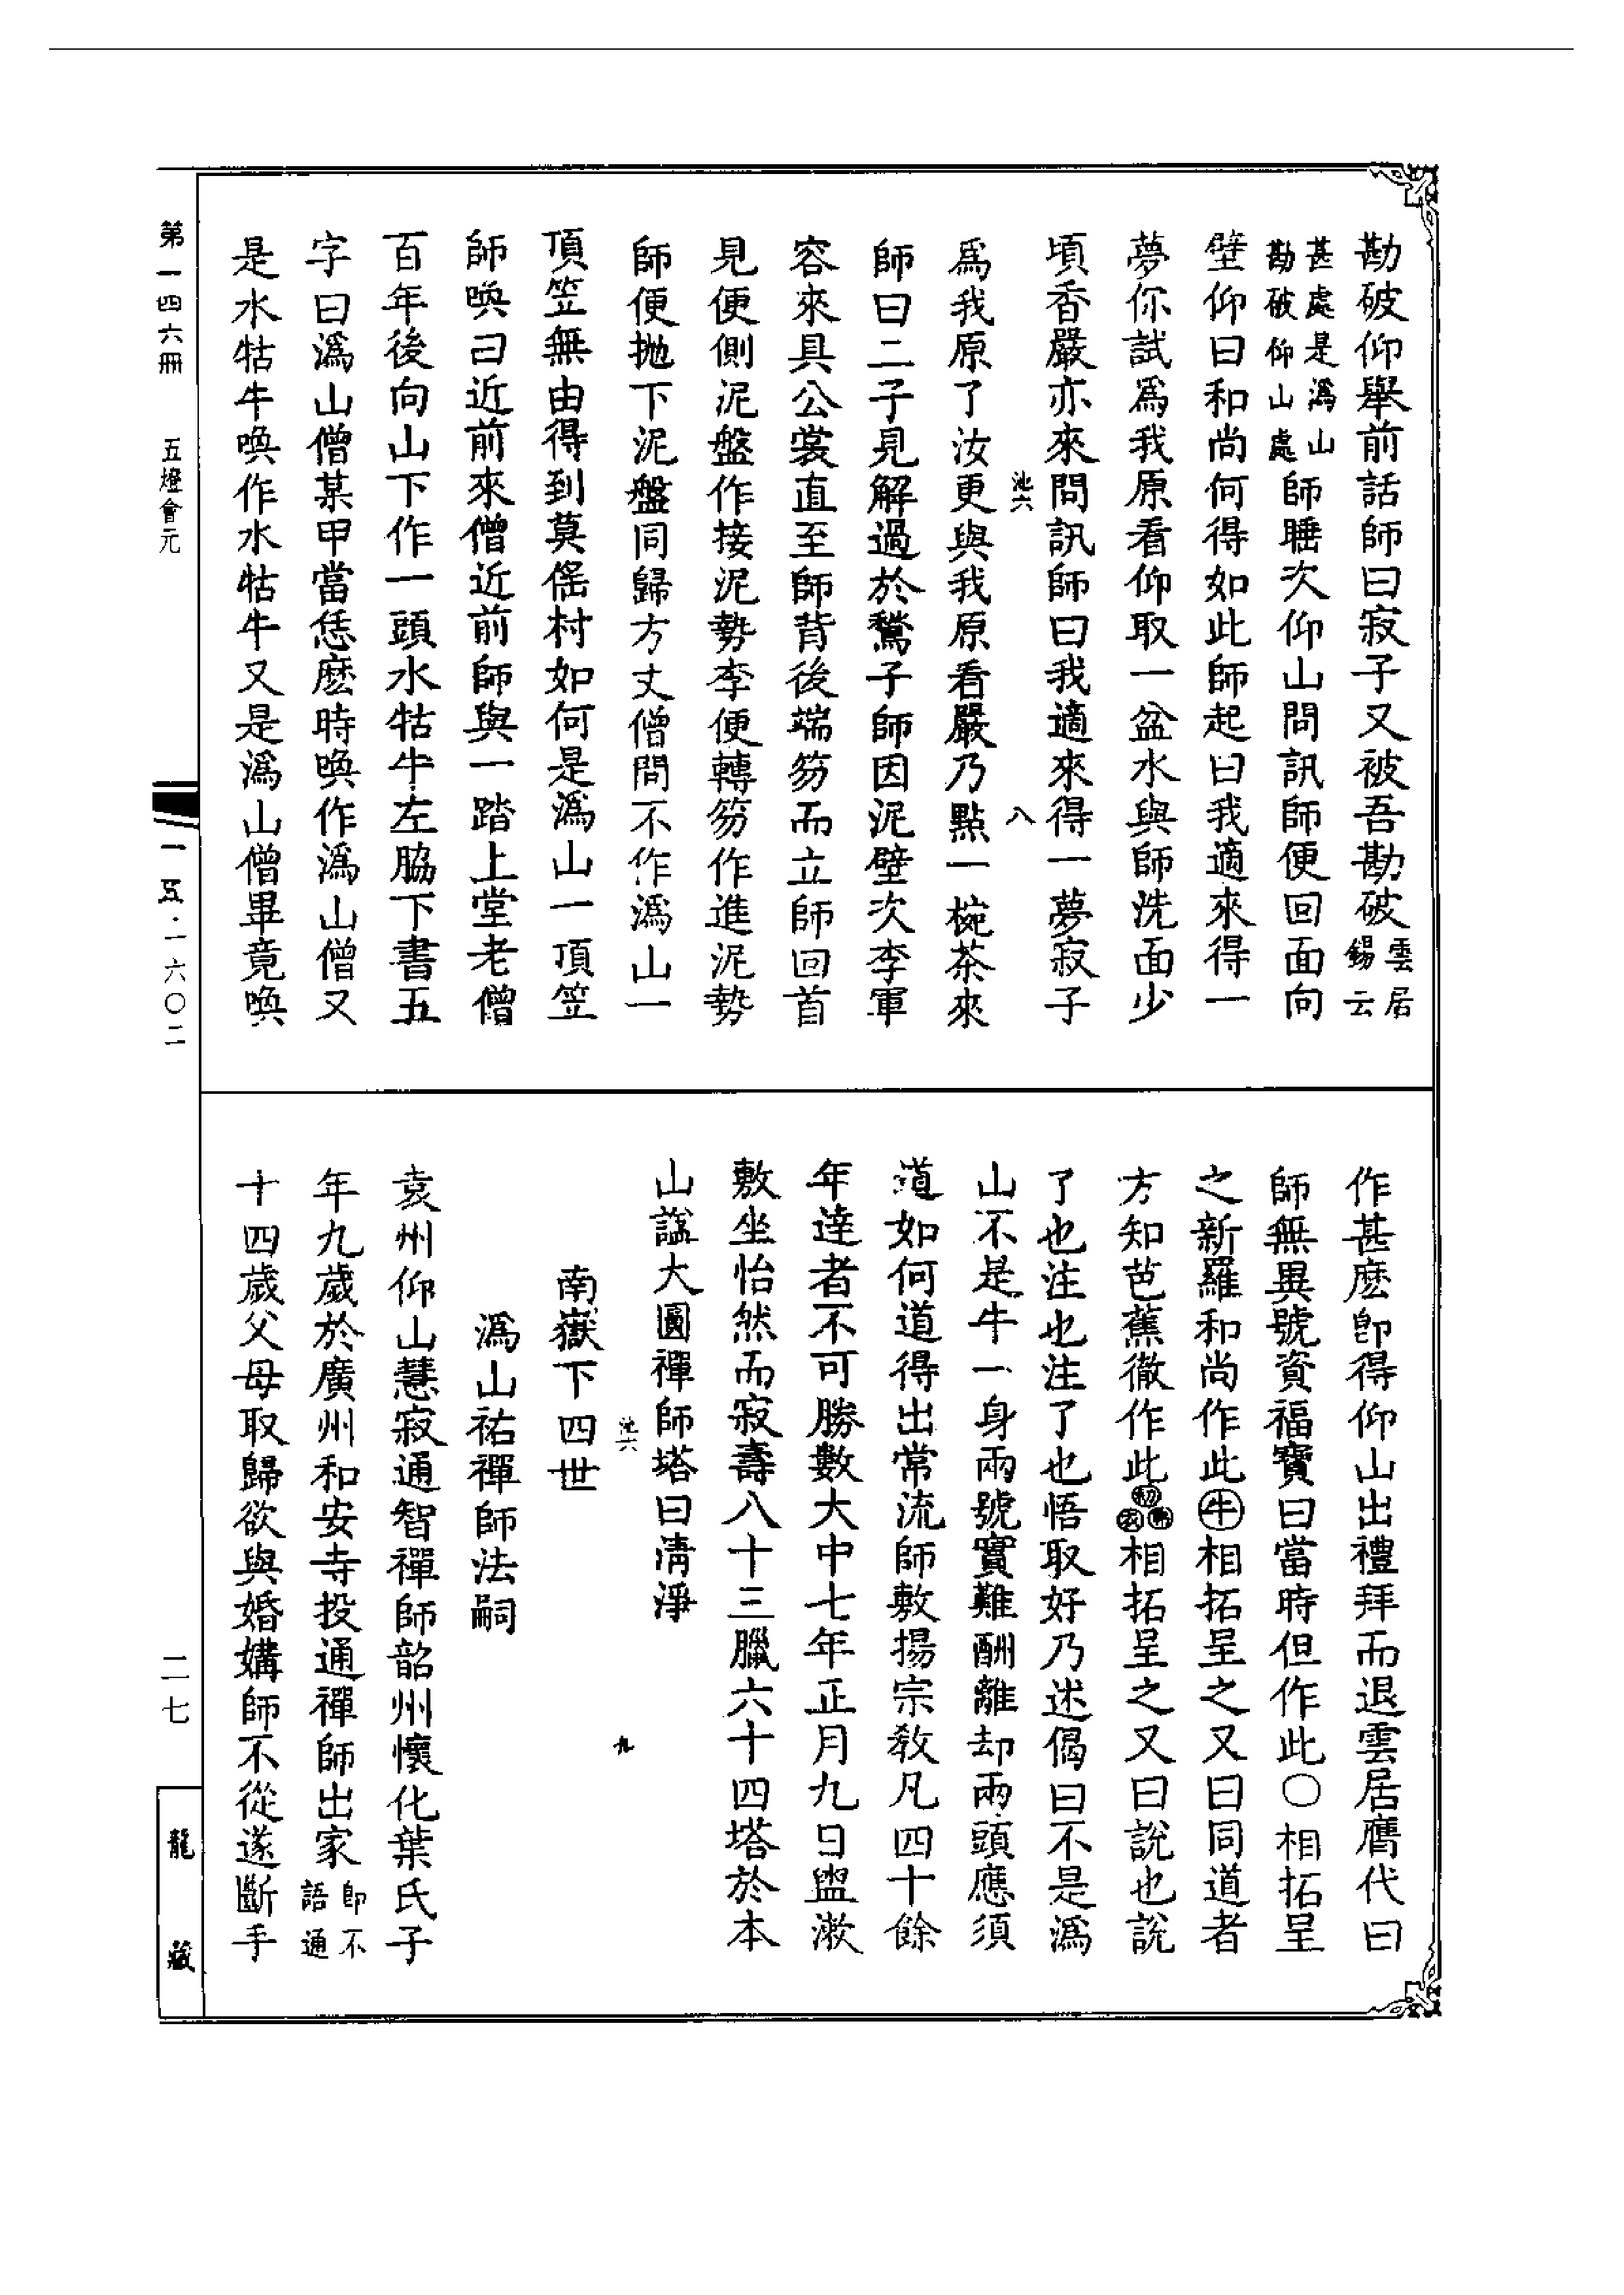 勘破仰舉前話師曰寂子又被吾勘破雲居錫云
甚處是溈山勘破仰山處師睡次仰山問訊師便回面向
壁仰曰和尚何得如此師起曰我適來得一
夢你試爲我原看仰取一盆水與師洗面少
頃香嚴亦來問訊師曰我適來得一夢寂子
池六 八
爲我原了汝更與我原看嚴乃點一椀茶來
師曰二子見解過於鶖子師因泥壁次李軍
容來具公裳直至師背後端笏而立師回首
見便側泥盤作接泥勢李便轉笏作進泥勢
師便拋下泥盤同歸方丈僧問不作溈山一
頂笠無由得到莫傜村如何是溈山一頂笠
師喚曰近前來僧近前師與一踏上堂老僧
百年後向山下作一頭水牯牛左脇下書五
字曰溈山僧某甲當恁麽時喚作溈山僧又
是水牯牛喚作水牯牛又是溈山僧畢竟喚
作甚麽卽得仰山出禮拜而退雲居膺代曰
師無異號資福寶曰當時但作此〇相拓呈
之新羅和尚作此㊉相拓呈之又曰同道者
方知芭蕉徹作此相拓呈之又曰說也說
了也注也注了也悟取好乃述偈曰不是溈
山不是牛一身兩號實難酬離却兩頭應須
道如何道得出常流師敷揚宗敎凡四十餘
年達者不可勝數大中七年正月九日盥漱
敷坐怡然而寂壽八十三臘六十四塔於本
山諡大圓禪師塔曰淸淨
池六 九
南嶽下四世
溈山祐禪師法嗣
袁州仰山慧寂通智禪師韶州懷化葉氏子
年九歲於廣州和安寺投通禪師出家卽不語通
十四歲父母取歸欲與婚媾師不從遂斷手
第一四六冊 五燈會元
一五·一六〇二
二七
龍藏